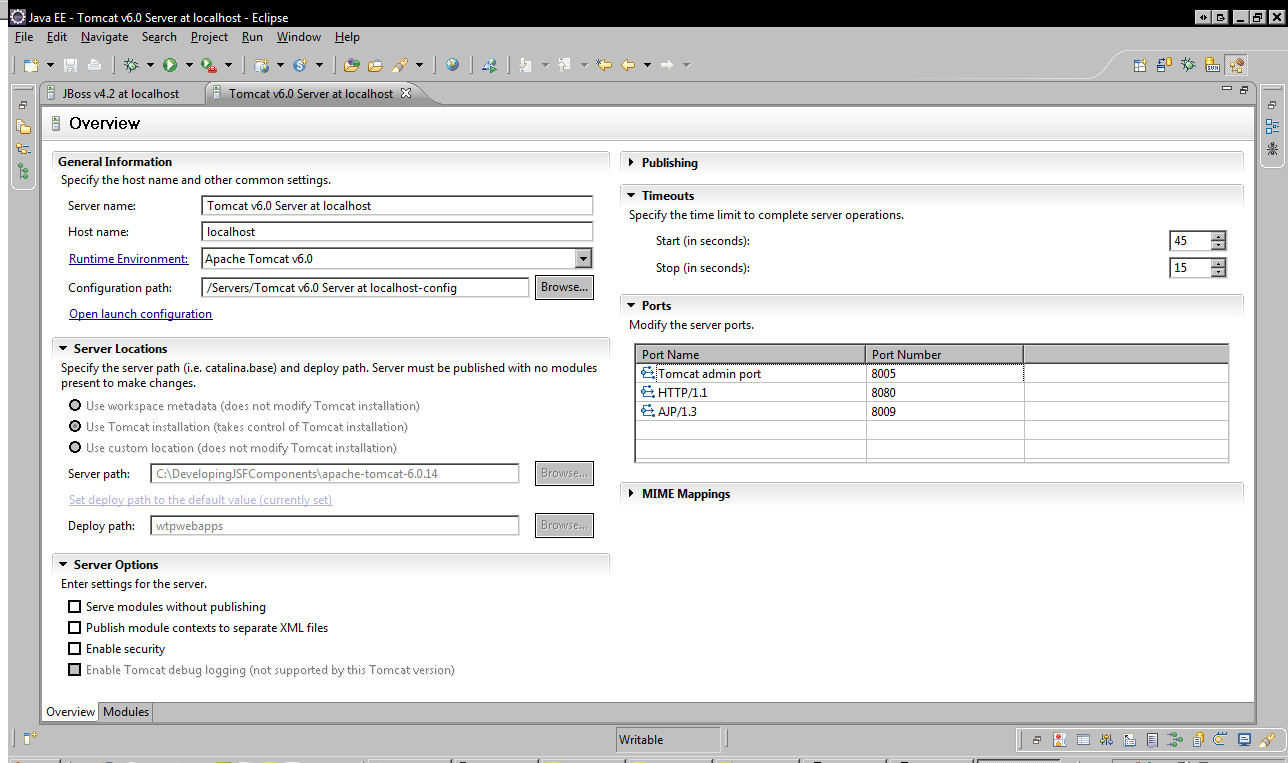 Java EE - Tomcat v6.0 Server at localhost - Eclipse
File Edit Navigate Search Project Run Window Help
JBoss v4.2 at localhost Tomcat v6.0 Server at localhost
Overview
General Information
Specify the host name and other common settings.
Server name: Tomcat v6.0 Server at localhost
Host name: localhost
Runtime Environment: Apache Tomcat v6.0
Configuration path: /Servers/Tomcat v6.0 Server at localhost-config Browse...
Open launch configuration
Server Locations
Specify the server path (i.e. catalina.base) and deploy path. Server must be published with no modules
present to make changes.
Use workspace metadata (does not modify Tomcat installation)
Use Tomcat installation (takes control of Tomcat installation)
Use custom location (does not modify Tomcat installation)
Server path: C:\DevelopingJSFComponents\apache-tomcat-6.0.14 Browse...
Set deploy path to the default value (currently set)
Deploy path: wtpwebapps Browse...
Server Options
Enter settings for the server.
Serve modules without publishing
Publish module contexts to separate XML files
Enable security
Enable Tomcat debug logging (not supported by this Tomcat version)
Publishing
Timeouts
Specify the time limit to complete server operations.
Start (in seconds): 45
Stop (in seconds): 15
Ports
Modify the server ports.
Port Name Port Number
Tomcat admin port 8005
HTTP/1.1 8080
AJP/1.3 8009
MIME Mappings
Overview Modules
Writable